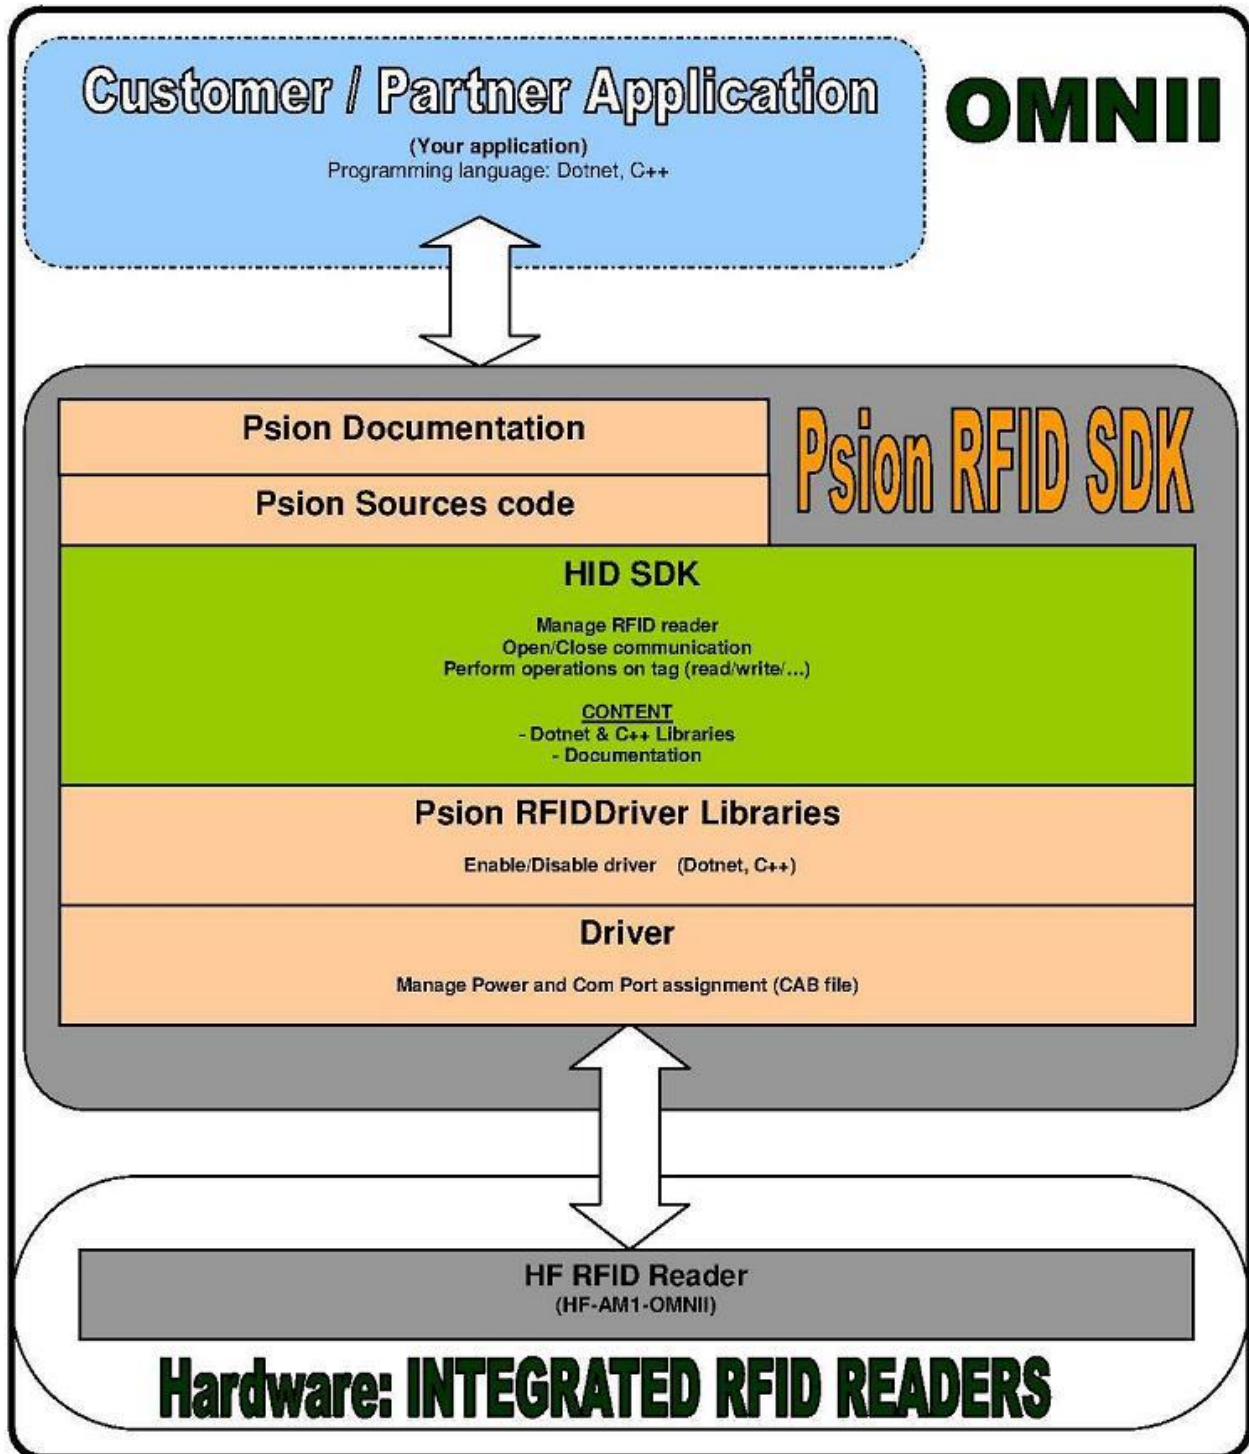 Customer / Partner Application
(Your application)
Programming language: Dotnet, C++
OMNII
Psion RFID SDK
Psion Documentation
Psion Sources code
HID SDK
Manage RFID reader
Open/Close communication
Perform operations on tag (read/write/...)
CONTENT
- Dotnet & C++ Libraries
- Documentation
Psion RFIDDriver Libraries
Enable/Disable driver (Dotnet, C++)
Driver
Manage Power and Com Port assignment (CAB file)
HF RFID Reader
(HF-AM1-OMNII)
Hardware: INTEGRATED RFID READERS